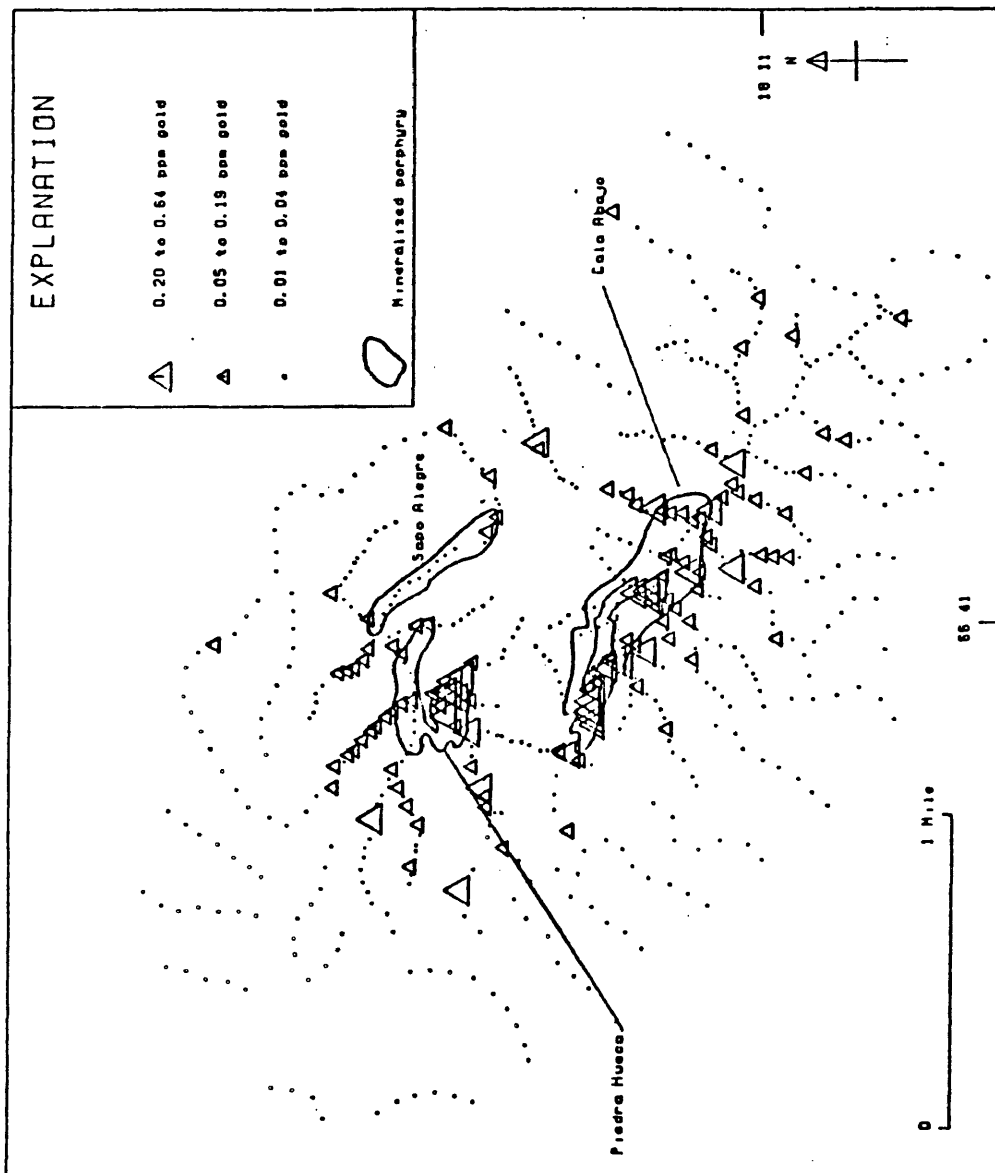 EXPLANATION
0.20 to 0.64 ppm gold
0.05 to 0.19 ppm gold
0.01 to 0.04 ppm gold
Mineralized porphyry
18 11
N
Sapo Alegre
Cala Abajo
Piedra Hueca
66 41
0
1 Mile